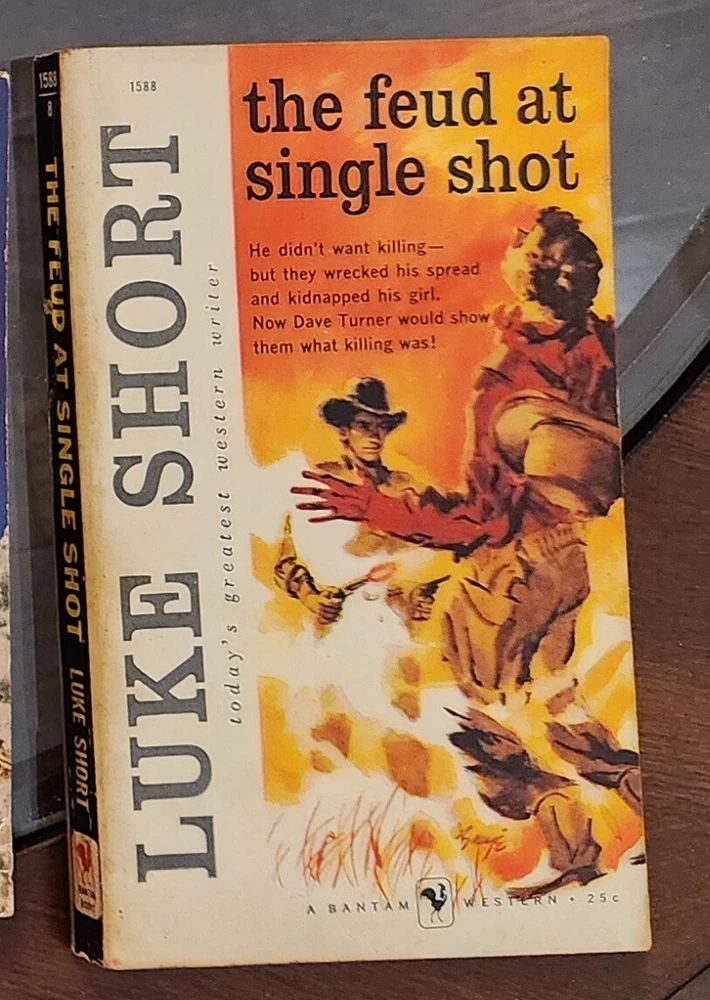 1588
8
THE FEUD AT SINGLE SHOT LUKE SHORT
BANTAM
1588
LUKE SHORT
today's greatest western writer
the feud at
single shot
He didn't want killing—
but they wrecked his spread
and kidnapped his girl.
Now Dave Turner would show
them what killing was!
A BANTAM WESTERN • 25c